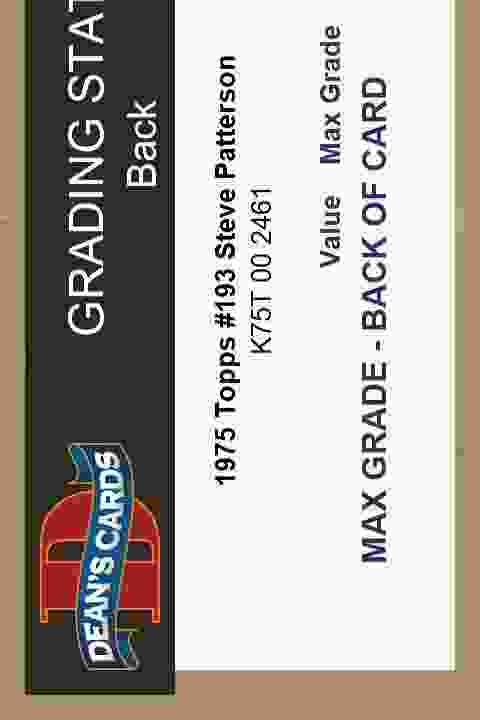 GRADING STAT
Back
DEAN'S CARDS
1975 Topps #193 Steve Patterson
K75T 00 2461
Value Max Grade
MAX GRADE - BACK OF CARD